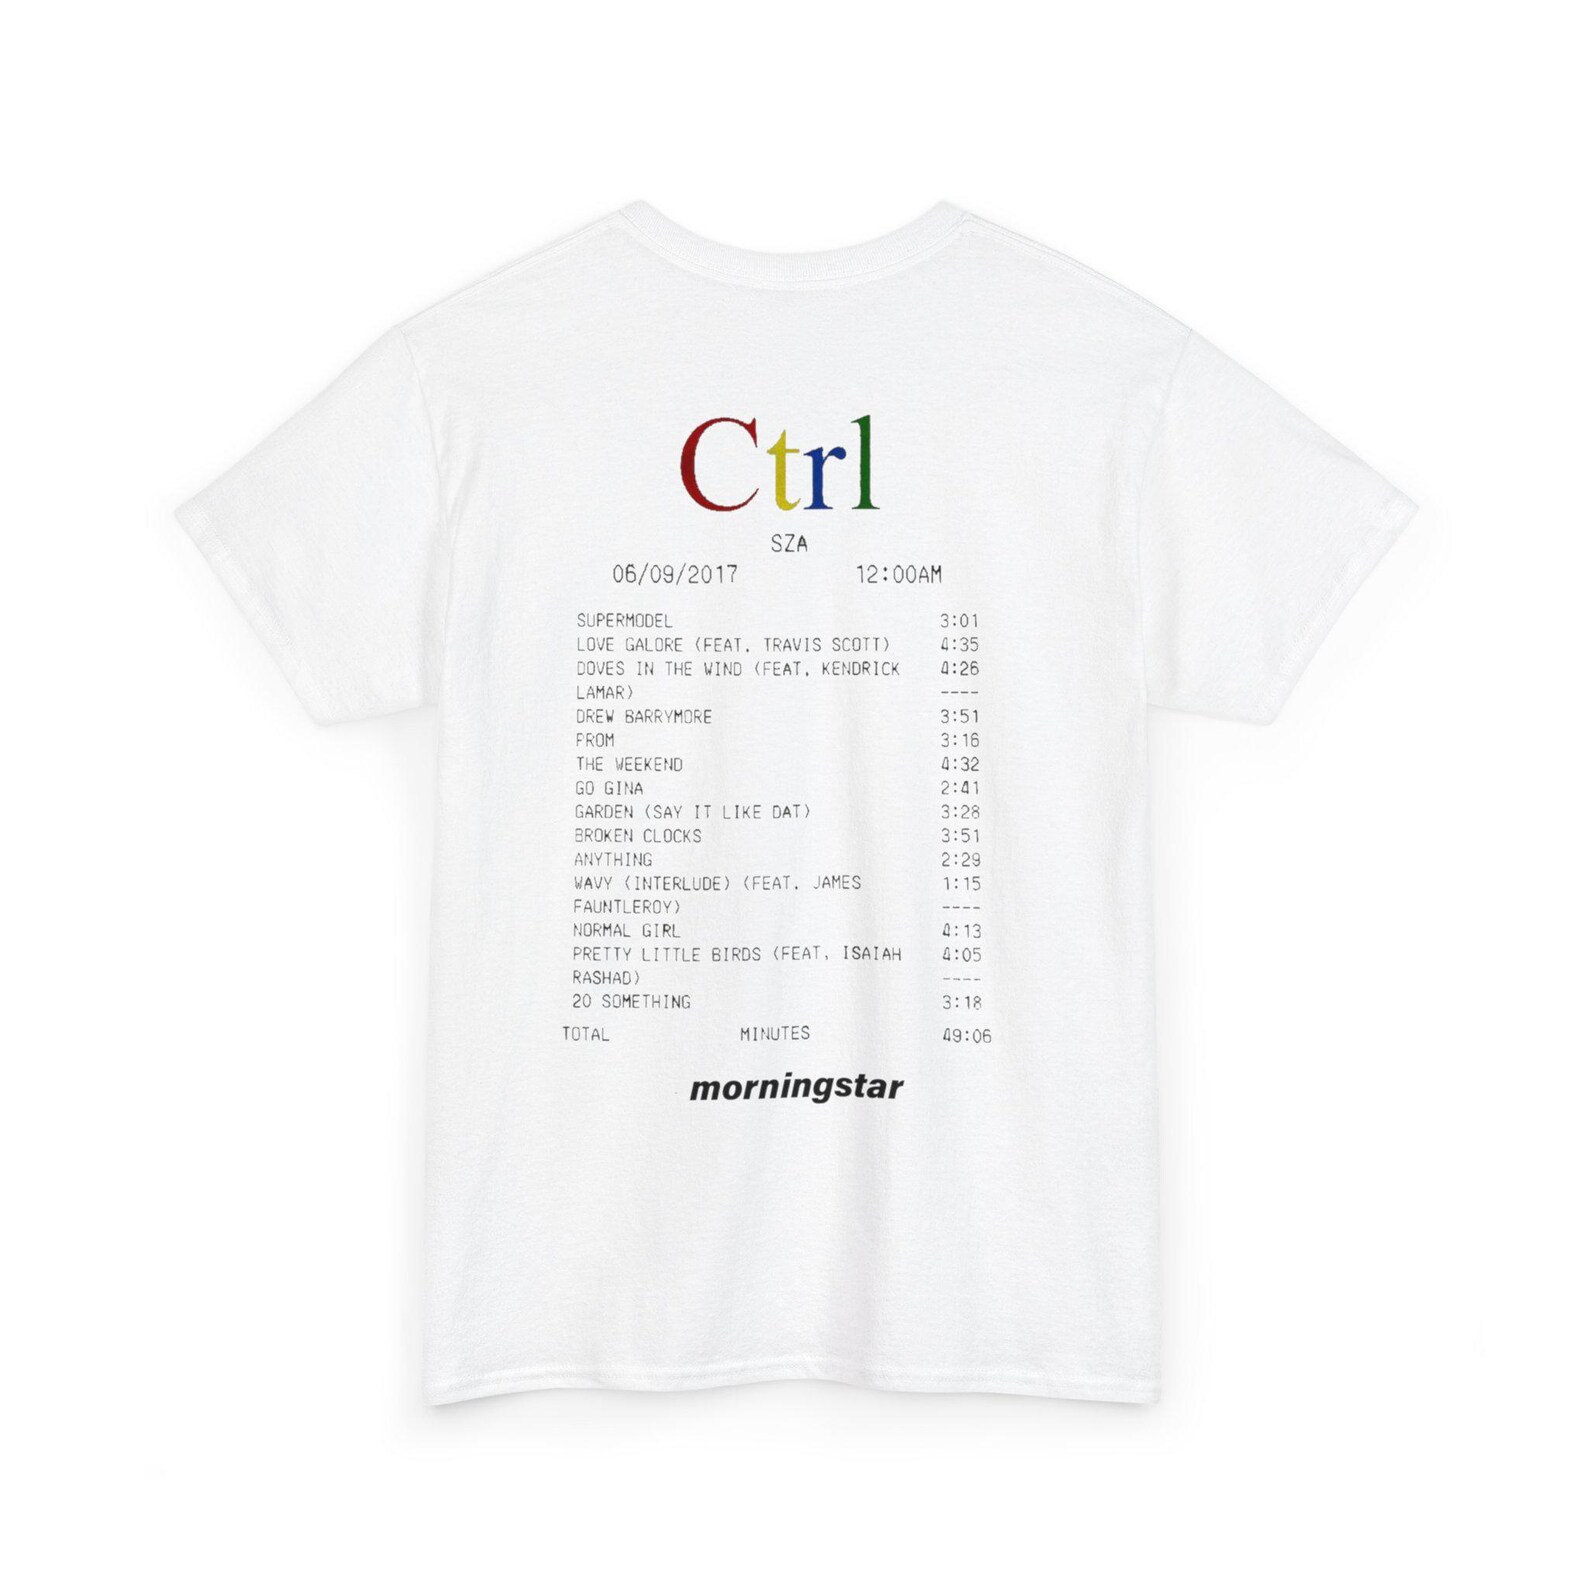 Ctrl
SZA
06/09/2017 12:00AM
SUPERMODEL 3:01
LOVE GALORE (FEAT. TRAVIS SCOTT) 4:35
DOVES IN THE WIND (FEAT. KENDRICK 4:26
LAMAR) ----
DREW BARRYMORE 3:51
PROM 3:16
THE WEEKEND 4:32
GO GINA 2:41
GARDEN (SAY IT LIKE DAT) 3:28
BROKEN CLOCKS 3:51
ANYTHING 2:29
WAVY (INTERLUDE) (FEAT. JAMES 1:15
FAUNTLEROY) ----
NORMAL GIRL 4:13
PRETTY LITTLE BIRDS (FEAT. ISAIAH 4:05
RASHAD) ----
20 SOMETHING 3:18
TOTAL MINUTES 49:06
morningstar